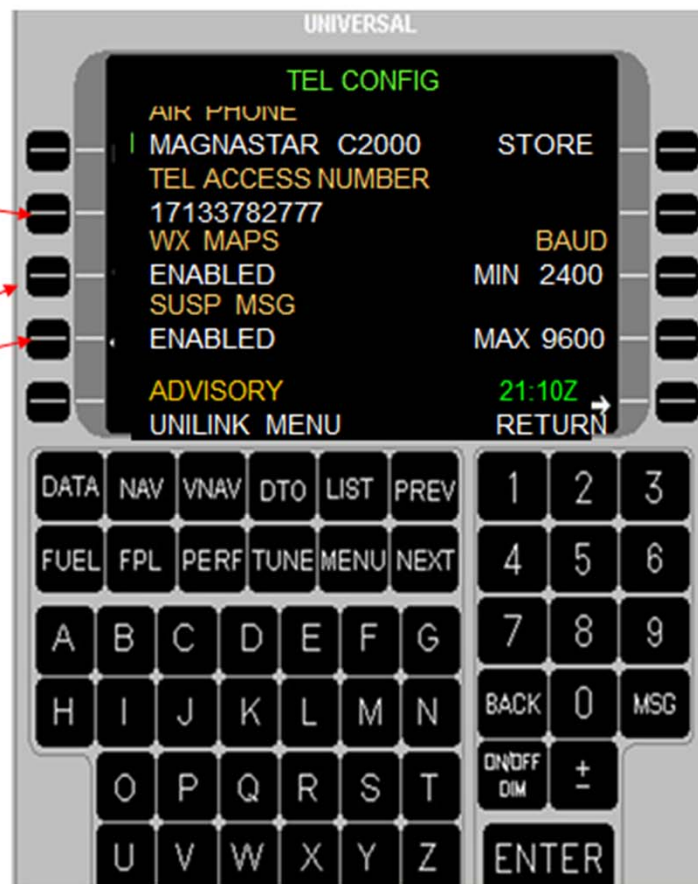 UNIVERSAL
TEL CONFIG
AIR PHONE
MAGNASTAR C2000 STORE
TEL ACCESS NUMBER
17133782777
WX MAPS BAUD
ENABLED MIN 2400
SUSP MSG
ENABLED MAX 9600
ADVISORY 21:10Z
UNILINK MENU RETURN
DATA NAV VNAV DTO LIST PREV 1 2 3
FUEL FPL PERF TUNE MENU NEXT 4 5 6
A B C D E F G 7 8 9
H I J K L M N BACK 0 MSG
O P Q R S T ON/OFF DIM ±
U V W X Y Z ENTER